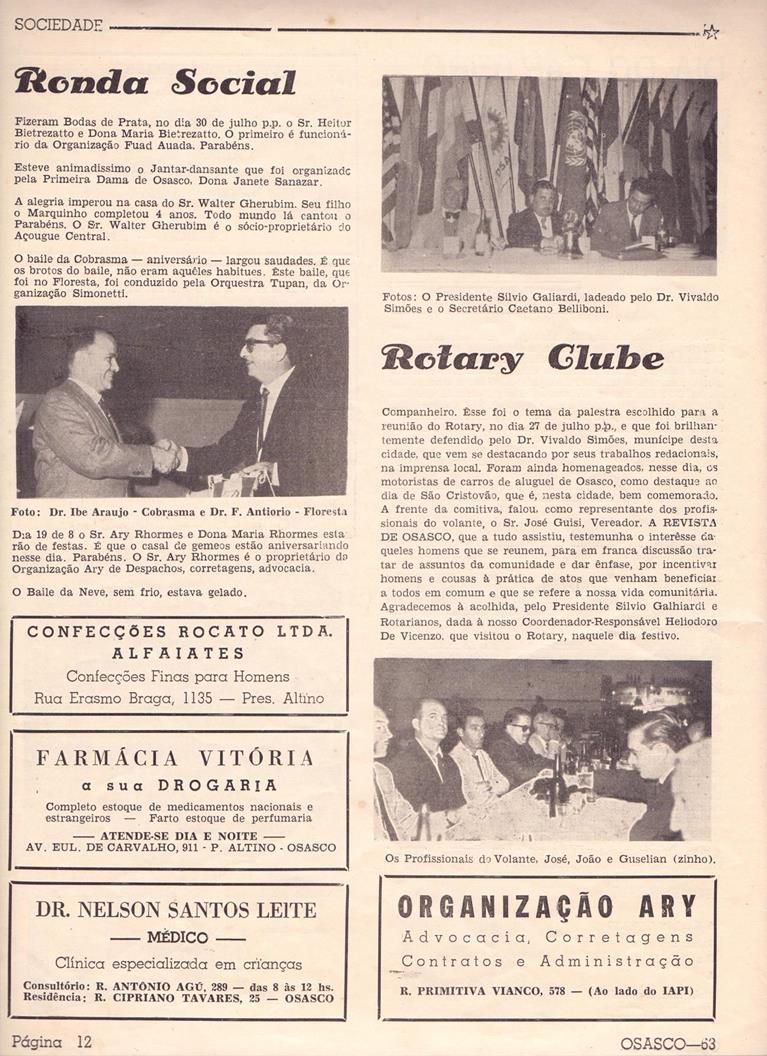 SOCIEDADE
Ronda Social
Fizeram Bodas de Prata, no dia 30 de julho p.p. o Sr. Heitor
Bietrezatto e Dona Maria Bietrezatto. O primeiro é funcioná-
rio da Organização Fuad Auada. Parabéns.
Esteve animadissimo o Jantar-dansante que foi organizado
pela Primeira Dama de Osasco, Dona Janete Sanazar.
A alegria imperou na casa do Sr. Walter Gherubim. Seu filho
o Marquinho completou 4 anos. Todo mundo lá cantou o
Parabéns. O Sr. Walter Gherubim é o sócio-proprietário do
Açougue Central.
O baile da Cobrasma — aniversário — largou saudades. É que
os brotos do baile, não eram aquêles habitues. Êste baile, que
foi no Floresta, foi conduzido pela Orquestra Tupan, da Or-
ganização Simonetti.
Foto: Dr. Ibe Araujo - Cobrasma e Dr. F. Antiorio - Floresta
Dia 19 de 8 o Sr. Ary Rhormes e Dona Maria Rhormes esta
rão de festas. É que o casal de gemeos estão aniversariando
nesse dia. Parabéns. O Sr. Ary Rhormes é o proprietário da
Organização Ary de Despachos, corretagens, advocacia.
O Baile da Neve, sem frio, estava gelado.
CONFECÇÕES ROCATO LTDA.
ALFAIATES
Confecções Finas para Homens
Rua Erasmo Braga, 1135 — Pres. Altino
FARMÁCIA VITÓRIA
a sua DROGARIA
Completo estoque de medicamentos nacionais e
estrangeiros — Farto estoque de perfumaria
— ATENDE-SE DIA E NOITE —
AV. EUL. DE CARVALHO, 911 - P. ALTINO - OSASCO
DR. NELSON SANTOS LEITE
— MÉDICO —
Clínica especializada em crianças
Consultório: R. ANTÔNIO AGÚ, 289 — das 8 às 12 hs.
Residência: R. CIPRIANO TAVARES, 25 — OSASCO
Fotos: O Presidente Silvio Galiardi, ladeado pelo Dr. Vivaldo
Simões e o Secretário Caetano Belliboni.
Rotary Clube
Companheiro. Êsse foi o tema da palestra escolhido para a
reunião do Rotary, no dia 27 de julho p.p., e que foi brilhan-
temente defendido pelo Dr. Vivaldo Simões, munícipe desta
cidade, que vem se destacando por seus trabalhos redacionais,
na imprensa local. Foram ainda homenageados, nesse dia, os
motoristas de carros de aluguel de Osasco, como destaque ao
dia de São Cristovão, que é, nesta cidade, bem comemorado.
A frente da comitiva, falou, como representante dos profis-
sionais do volante, o Sr. José Guisi, Vereador. A REVISTA
DE OSASCO, que a tudo assistiu, testemunha o interêsse da-
queles homens que se reunem, para em franca discussão tra-
tar de assuntos da comunidade e dar ênfase, por incentivar
homens e cousas à prática de atos que venham beneficiar
a todos em comum e que se refere a nossa vida comunitária.
Agradecemos à acolhida, pelo Presidente Silvio Galhiardi e
Rotarianos, dada à nosso Coordenador-Responsável Heliodoro
De Vicenzo, que visitou o Rotary, naquele dia festivo.
Os Profissionais do Volante, José, João e Guselian (zinho).
ORGANIZAÇÃO ARY
Advocacia, Corretagens
Contratos e Administração
R. PRIMITIVA VIANCO, 578 — (Ao lado do IAPI)
Página 12
OSASCO—63